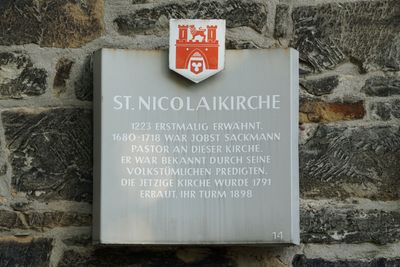 ST. NICOLAIKIRCHE
1223 ERSTMALIG ERWÄHNT.
1680-1718 WAR JOBST SACKMANN
PASTOR AN DIESER KIRCHE.
ER WAR BEKANNT DURCH SEINE
VOLKSTÜMLICHEN PREDIGTEN.
DIE JETZIGE KIRCHE WURDE 1791
ERBAUT, IHR TURM 1898
14